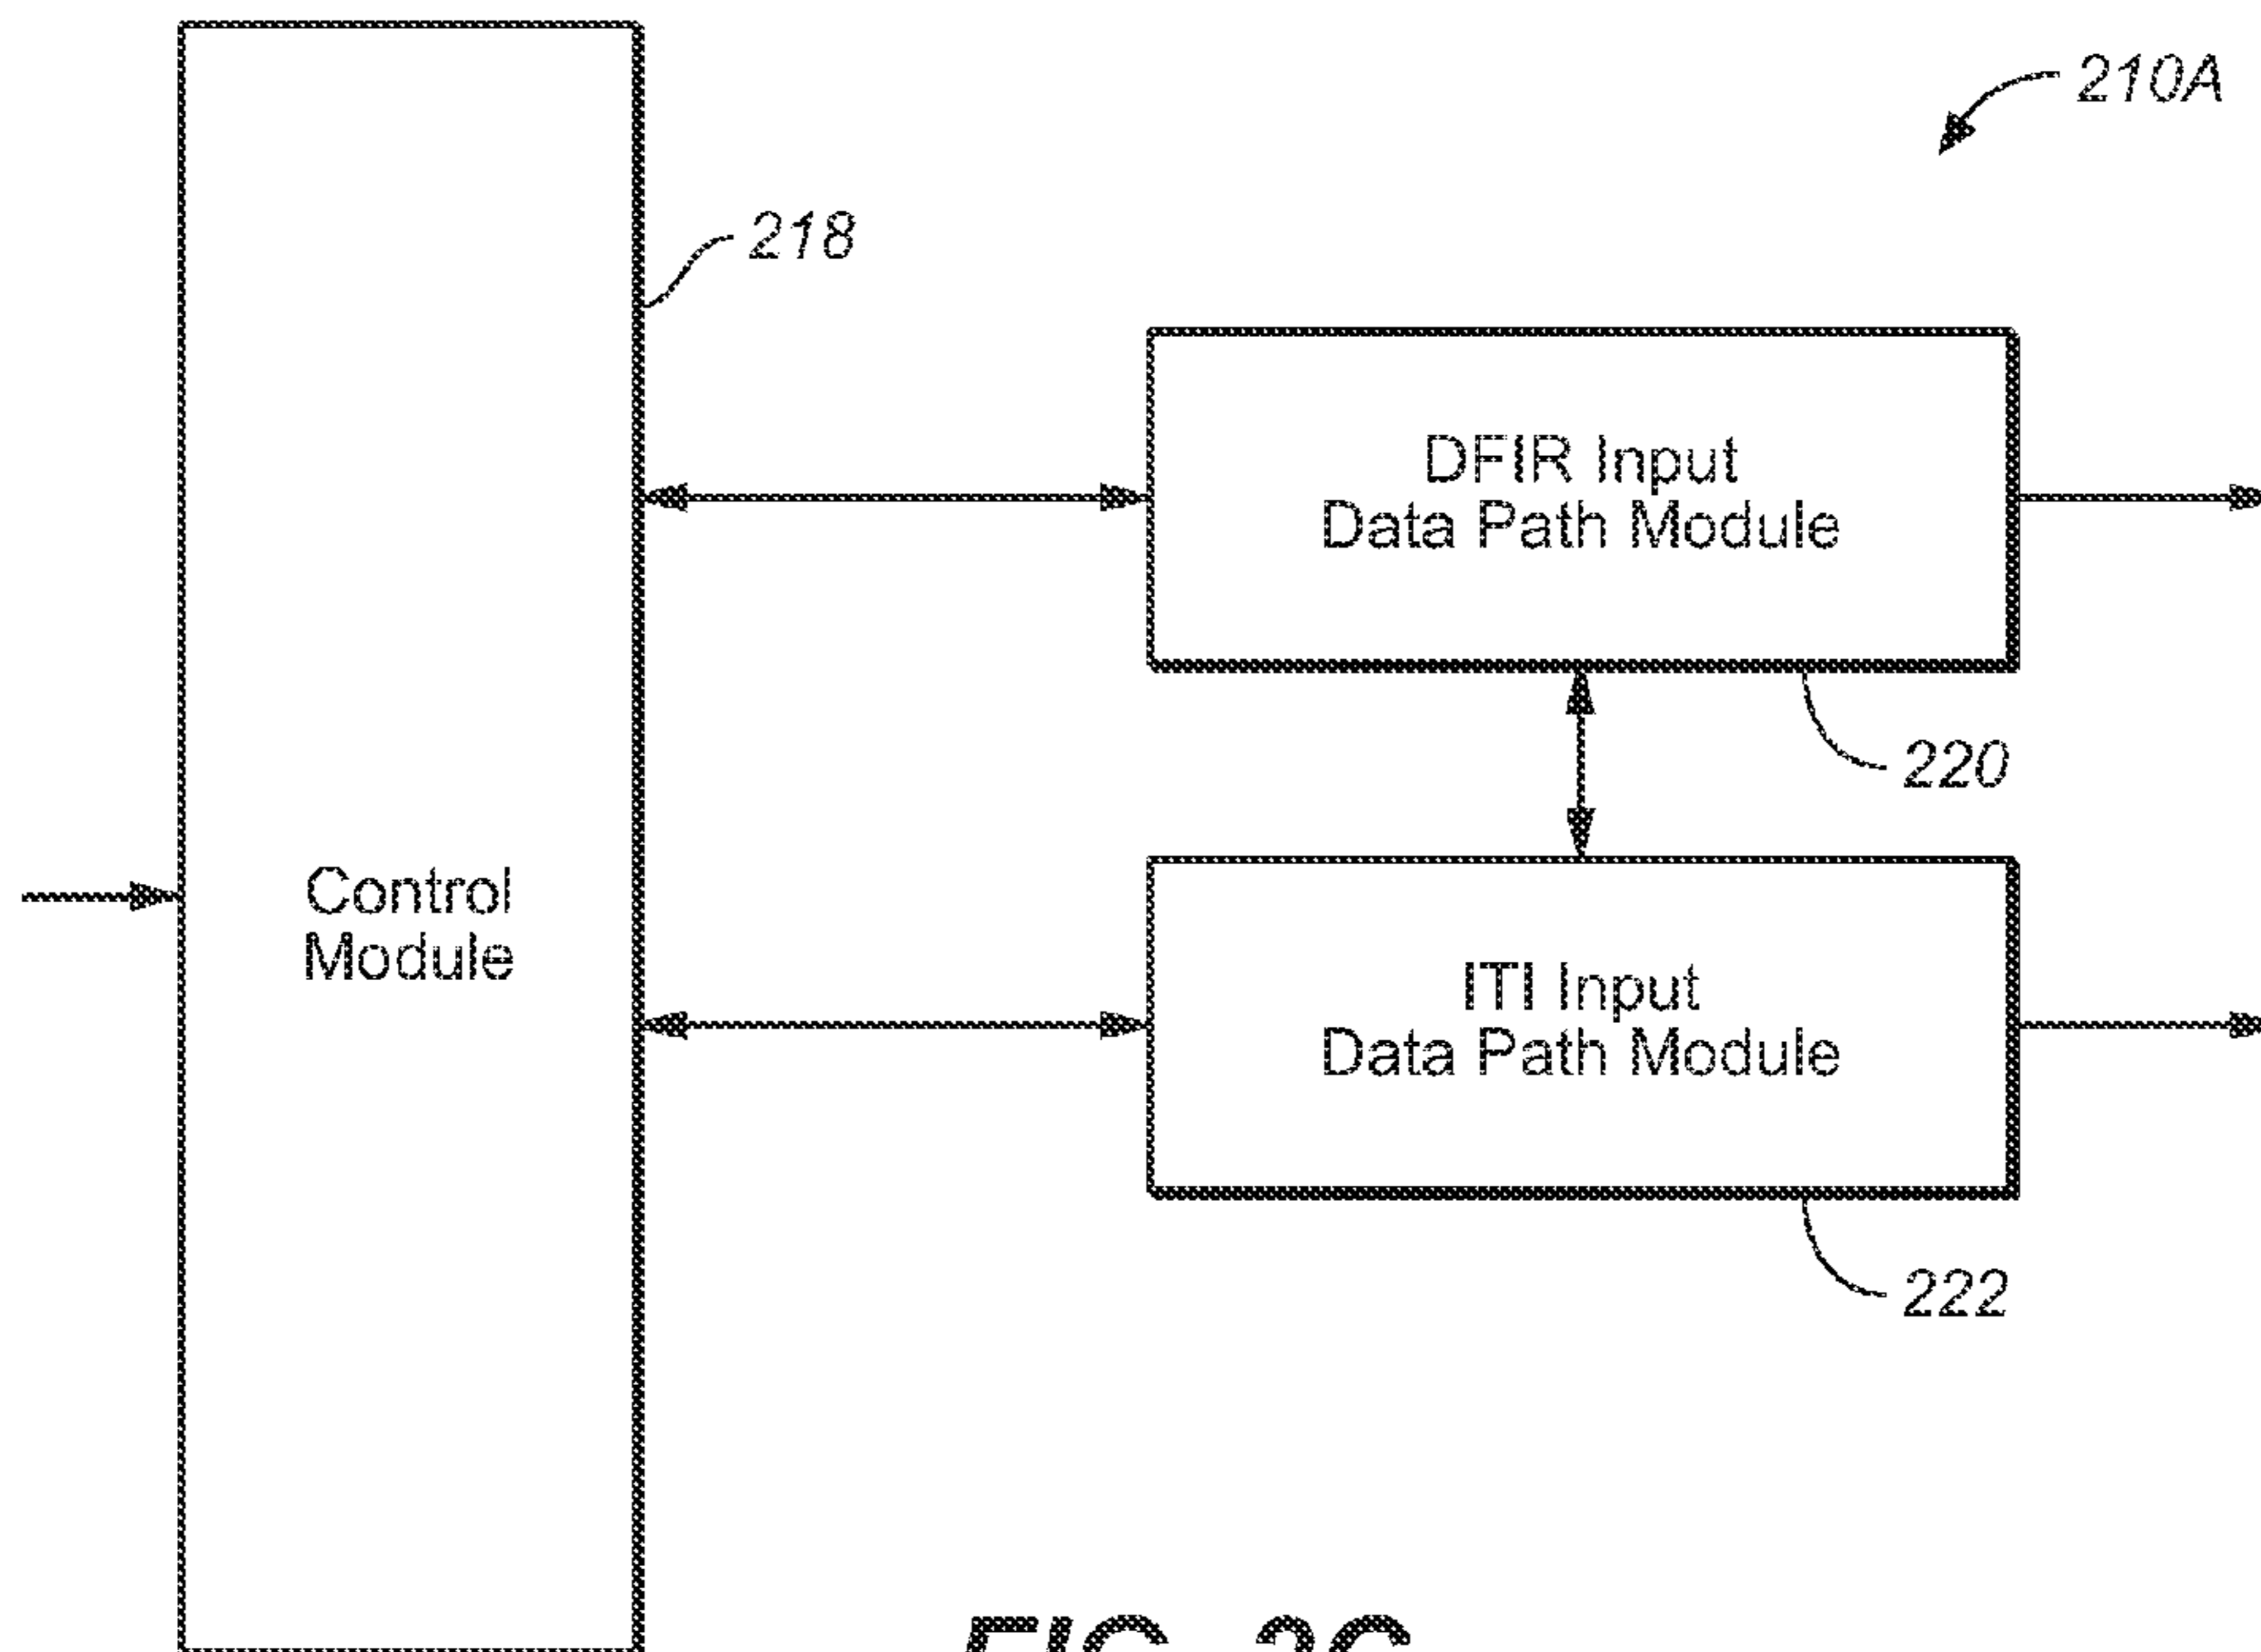 210A
218
DFIR Input
Data Path Module
220
Control
Module
ITI Input
Data Path Module
222